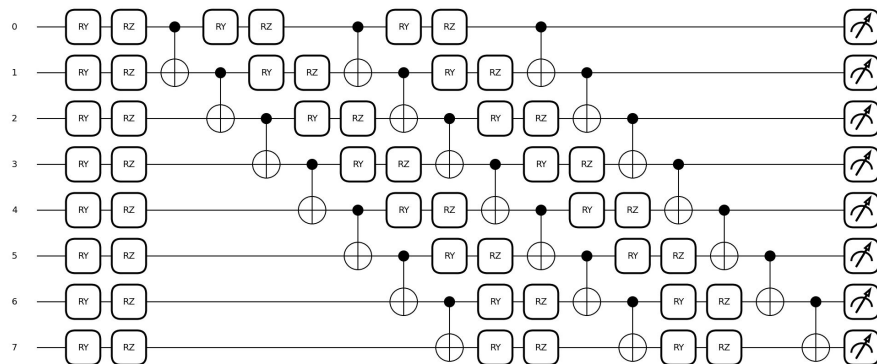 0 RY RZ RY RZ RY RZ
1 RY RZ RY RZ RY RZ
2 RY RZ RY RZ RY RZ
3 RY RZ RY RZ RY RZ
4 RY RZ RY RZ RY RZ
5 RY RZ RY RZ RY RZ
6 RY RZ RY RZ RY RZ
7 RY RZ RY RZ RY RZ